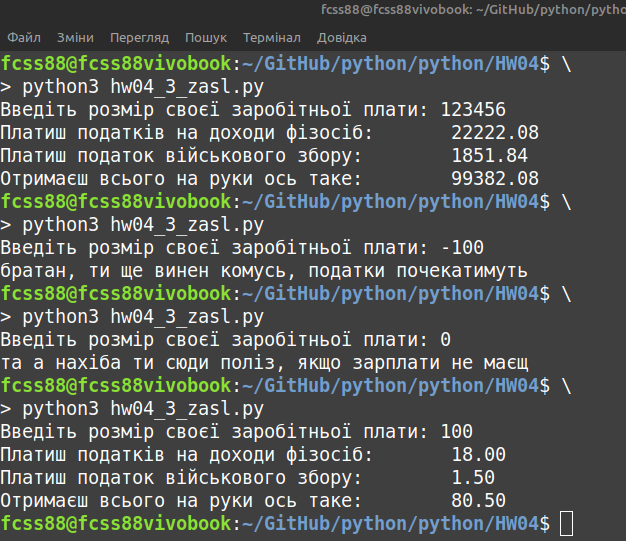 fcss88@fcss88vivobook: ~/GitHub/python/pytho
Файл Зміни Перегляд Пошук Термінал Довідка
fcss88@fcss88vivobook:~/GitHub/python/python/HW04$ \
> python3 hw04_3_zasl.py
Введіть розмір своєї заробітньої плати: 123456
Платиш податків на доходи фізосіб: 22222.08
Платиш податок військового збору: 1851.84
Отримаєш всього на руки ось таке: 99382.08
fcss88@fcss88vivobook:~/GitHub/python/python/HW04$ \
> python3 hw04_3_zasl.py
Введіть розмір своєї заробітньої плати: -100
братан, ти ще винен комусь, податки почекатимуть
fcss88@fcss88vivobook:~/GitHub/python/python/HW04$ \
> python3 hw04_3_zasl.py
Введіть розмір своєї заробітньої плати: 0
та а нахіба ти сюди поліз, якщо зарплати не маєщ
fcss88@fcss88vivobook:~/GitHub/python/python/HW04$ \
> python3 hw04_3_zasl.py
Введіть розмір своєї заробітньої плати: 100
Платиш податків на доходи фізосіб: 18.00
Платиш податок військового збору: 1.50
Отримаєш всього на руки ось таке: 80.50
fcss88@fcss88vivobook:~/GitHub/python/python/HW04$